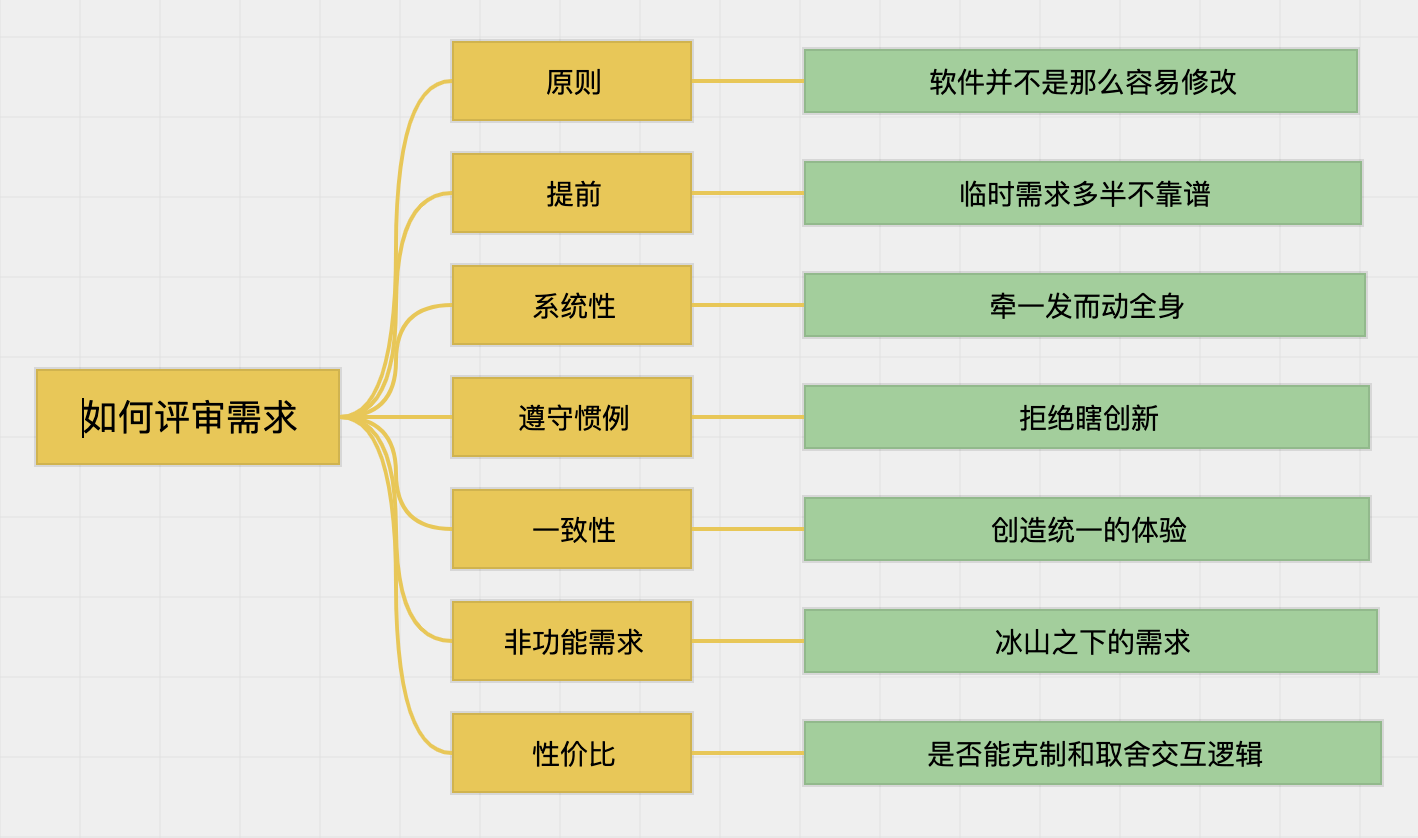 如何评审需求
原则
软件并不是那么容易修改
提前
临时需求多半不靠谱
系统性
牵一发而动全身
遵守惯例
拒绝瞎创新
一致性
创造统一的体验
非功能需求
冰山之下的需求
性价比
是否能克制和取舍交互逻辑